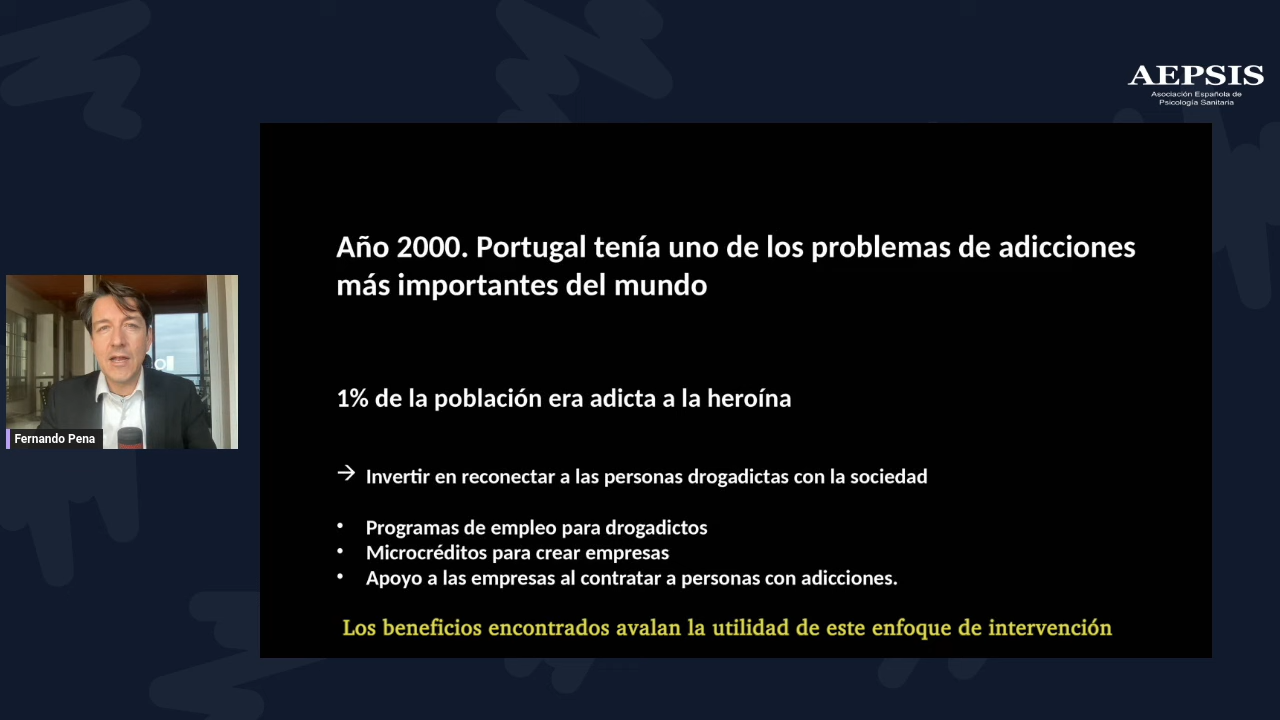 AEPSIS
Asociación Española de
Psicología Sanitaria
Año 2000. Portugal tenía uno de los problemas de adicciones
más importantes del mundo
1% de la población era adicta a la heroína
→ Invertir en reconectar a las personas drogadictas con la sociedad
• Programas de empleo para drogadictos
• Microcréditos para crear empresas
• Apoyo a las empresas al contratar a personas con adicciones.
Los beneficios encontrados avalan la utilidad de este enfoque de intervención
Fernando Pena